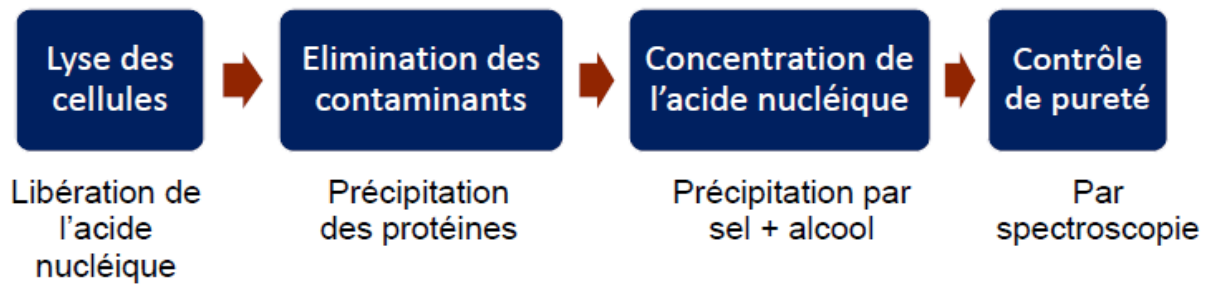 Lyse des
cellules
Elimination des
contaminants
Concentration de
l'acide nucléique
Contrôle
de pureté
Libération de
l'acide
nucléique
Précipitation
des protéines
Précipitation par
sel + alcool
Par
spectroscopie